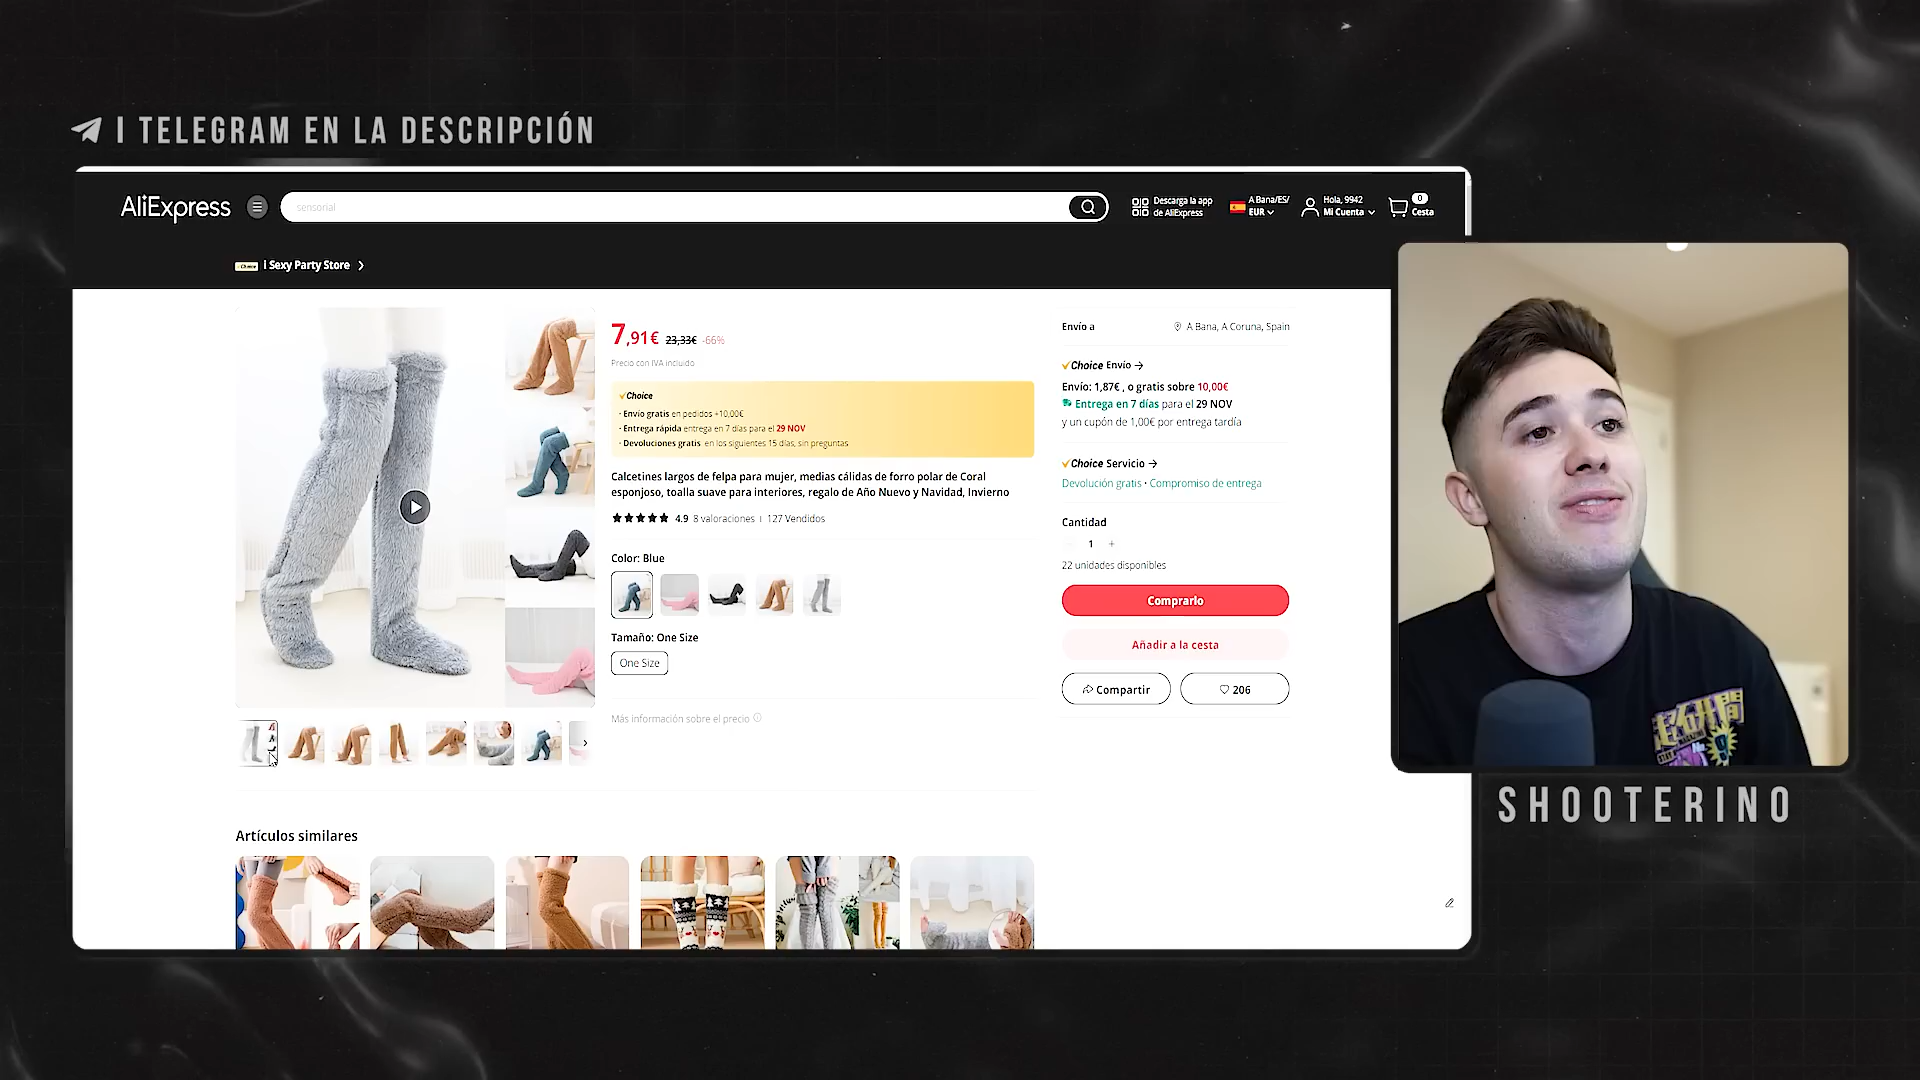 I TELEGRAM EN LA DESCRIPCIÓN
AliExpress
sensorial
Descarga la app
de AliExpress
A Bana/ES/
EUR
Hola, 9942
Mi Cuenta
0
Cesta
Choice
i Sexy Party Store
7,91€ 23,33€ -66%
Precio con IVA incluido
Choice
· Envío gratis en pedidos +10,00€
· Entrega rápida entrega en 7 días para el 29 NOV
· Devoluciones gratis en los siguientes 15 días, sin preguntas
Calcetines largos de felpa para mujer, medias cálidas de forro polar de Coral
esponjoso, toalla suave para interiores, regalo de Año Nuevo y Navidad, Invierno
4.9 8 valoraciones | 127 Vendidos
Color: Blue
Tamaño: One Size
One Size
Más información sobre el precio
Envío a
A Bana, A Coruna, Spain
Choice Envío
Envío: 1,87€ , o gratis sobre 10,00€
Entrega en 7 días para el 29 NOV
y un cupón de 1,00€ por entrega tardía
Choice Servicio
Devolución gratis · Compromiso de entrega
Cantidad
1 +
22 unidades disponibles
Comprarlo
Añadir a la cesta
Compartir
206
Artículos similares
SHOOTERINO